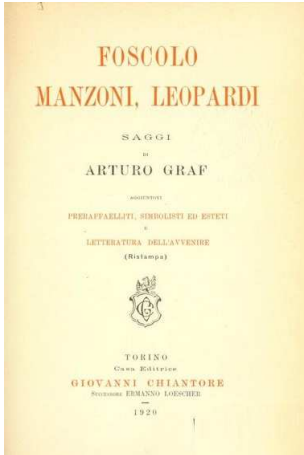 FOSCOLO
MANZONI, LEOPARDI
SAGGI
DI
ARTURO GRAF
AGGIUNTOVI
PRERAFFAELLITI, SIMBOLISTI ED ESTETI
E
LETTERATURA DELL'AVVENIRE
(Ristampa)
TORINO
Casa Editrice
GIOVANNI CHIANTORE
Successore ERMANNO LOESCHER
1920